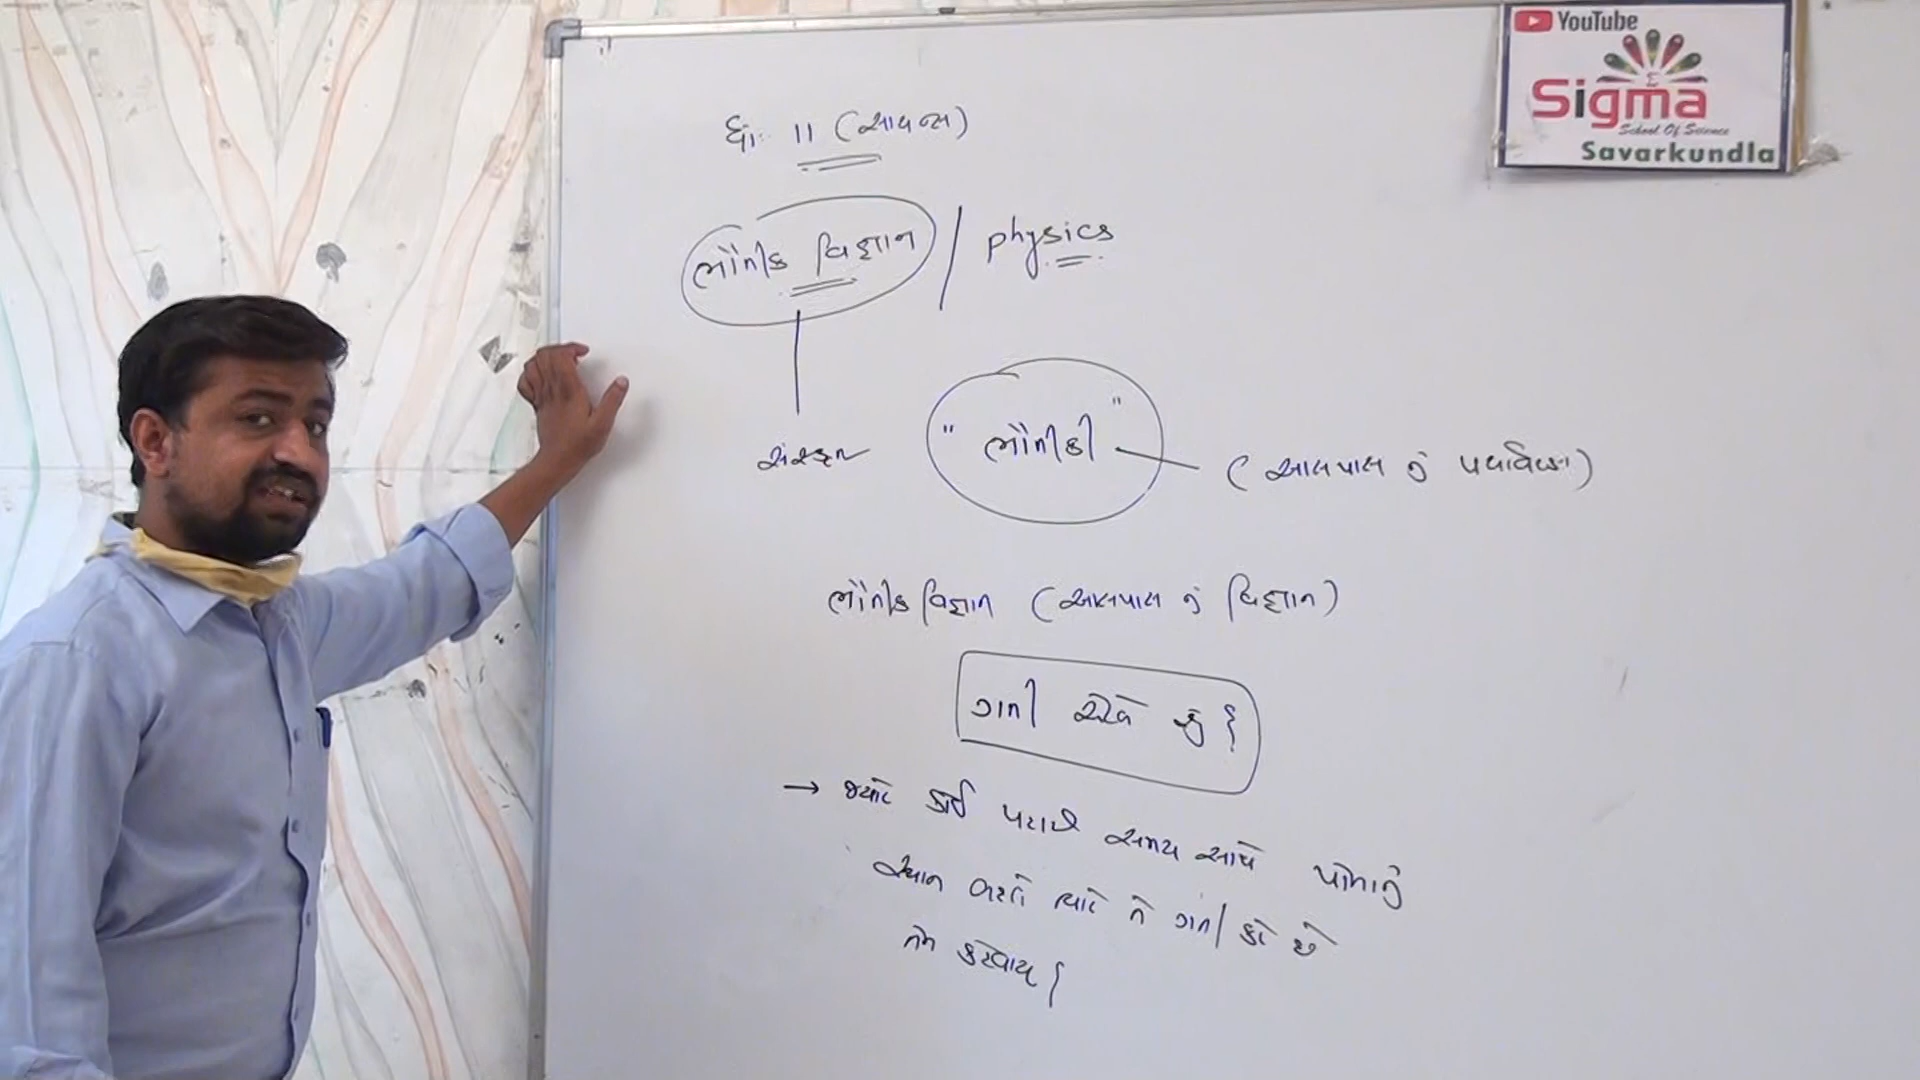 YouTube
Sigma
School Of Science
Savarkundla
ધો. 11 (સાયન્સ)
ભૌતિક વિજ્ઞાન / physics
સંસ્કૃત
" ભૌતિકી " (આસપાસ નું પર્યાવરણ)
ભૌતિક વિજ્ઞાન (આસપાસ નું વિજ્ઞાન)
ગતિ એટલે શું ?
→ જ્યારે કોઈ પદાર્થ સમય સાથે પોતાનું
સ્થાન બદલે ત્યારે તે ગતિ કરે છે
તેમ કહેવાય